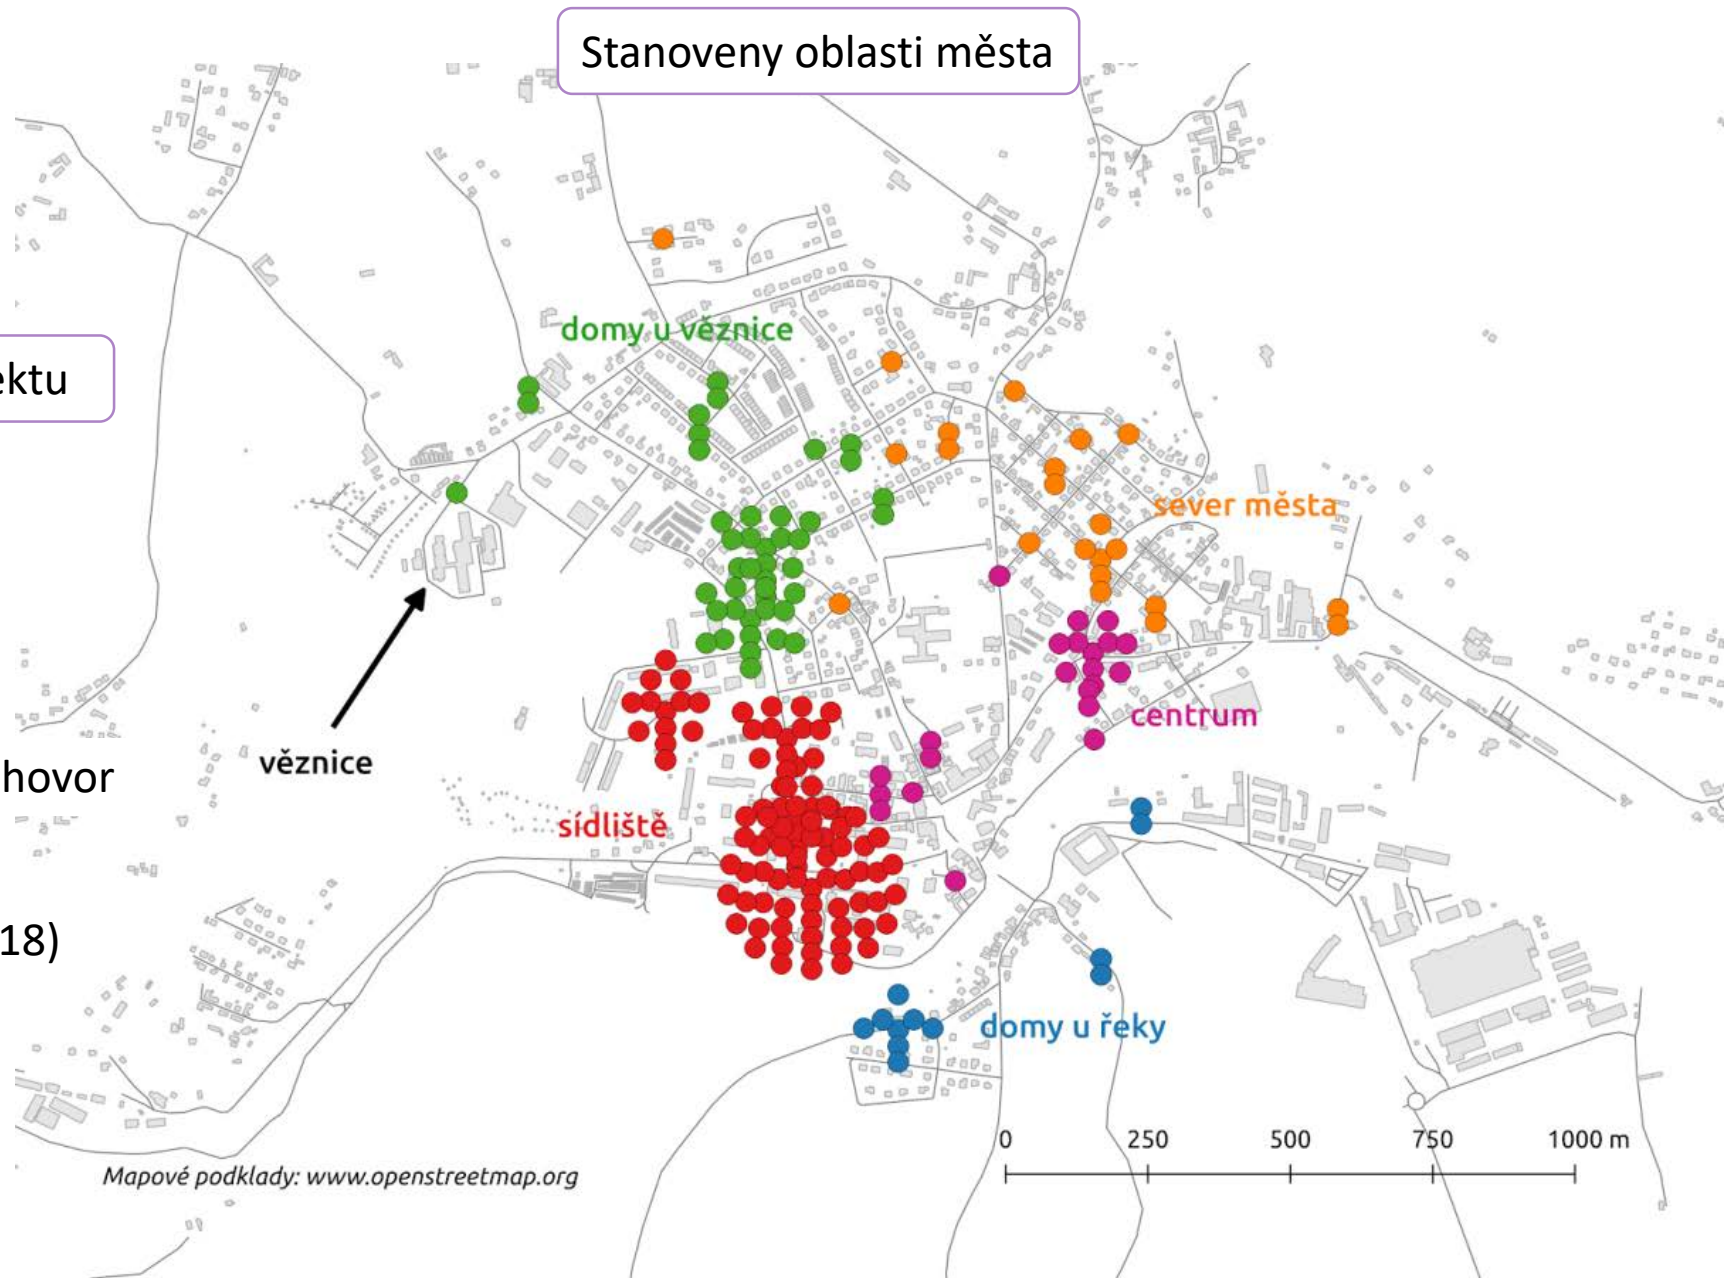 Stanoveny oblasti města
domy u věznice
ektu
sever města
centrum
věznice
hovor
sídliště
18)
domy u řeky
0 250 500 750 1000 m
Mapové podklady: www.openstreetmap.org